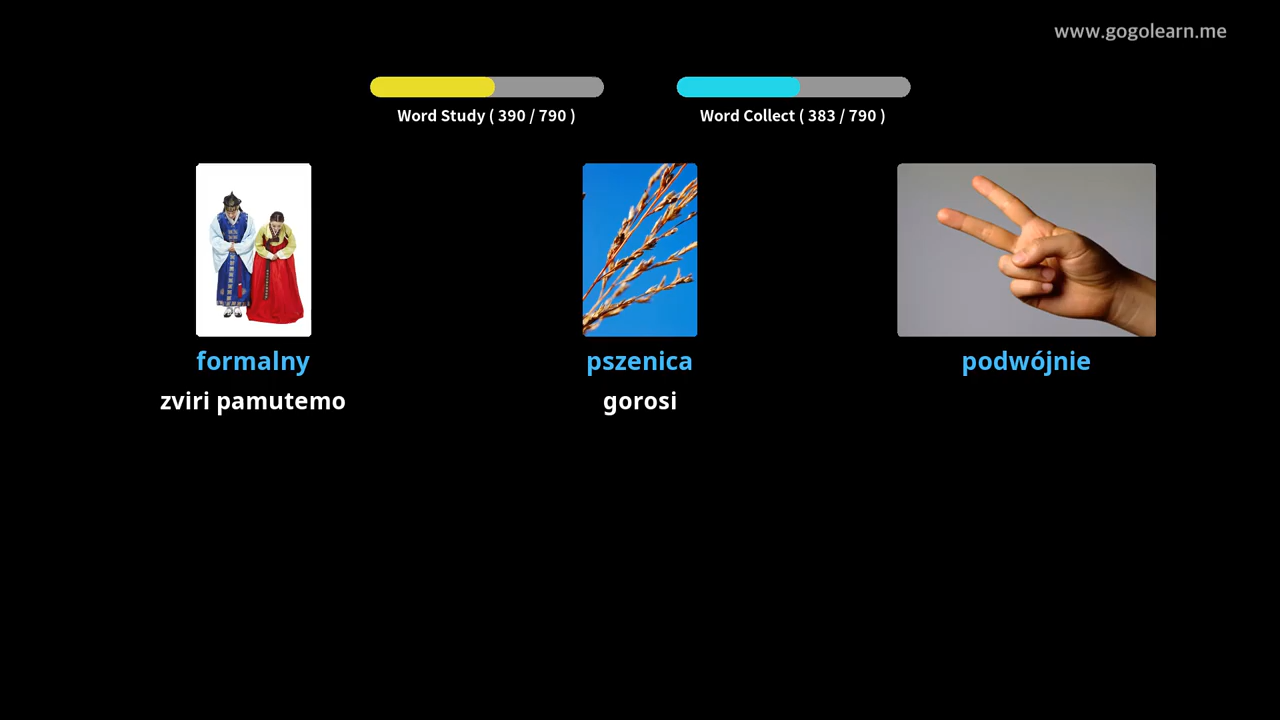 www.gogolearn.me
Word Study ( 390 / 790 )
Word Collect ( 383 / 790 )
formalny
pszenica
podwójnie
zviri pamutemo
gorosi